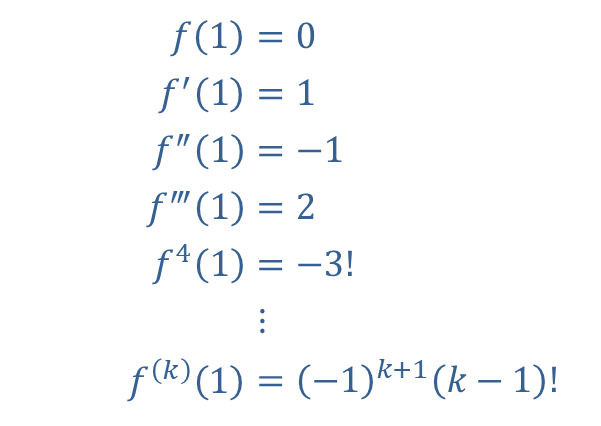 f(1) = 0
f′(1) = 1
f″(1) = −1
f‴(1) = 2
f⁴(1) = −3!
⋮
f⁽ᵏ⁾(1) = (−1)ᵏ⁺¹(k − 1)!